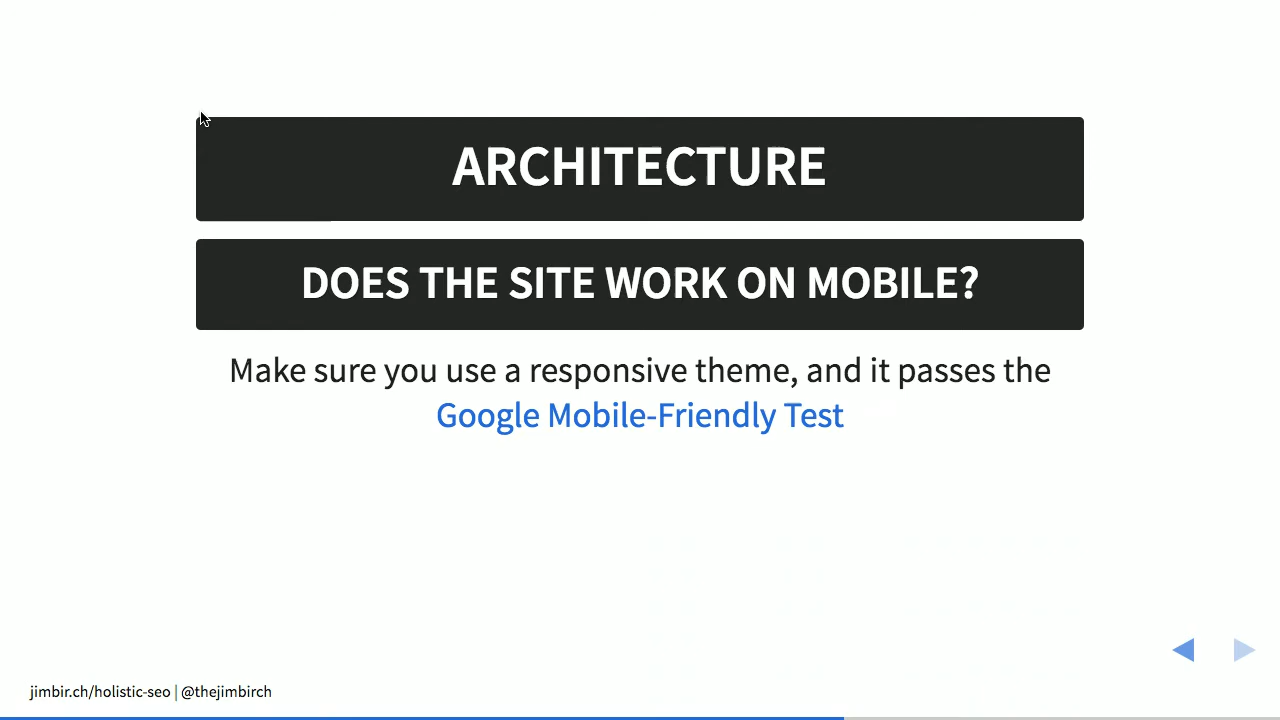 ARCHITECTURE
DOES THE SITE WORK ON MOBILE?
Make sure you use a responsive theme, and it passes the
Google Mobile-Friendly Test
jimbir.ch/holistic-seo | @thejimbirch